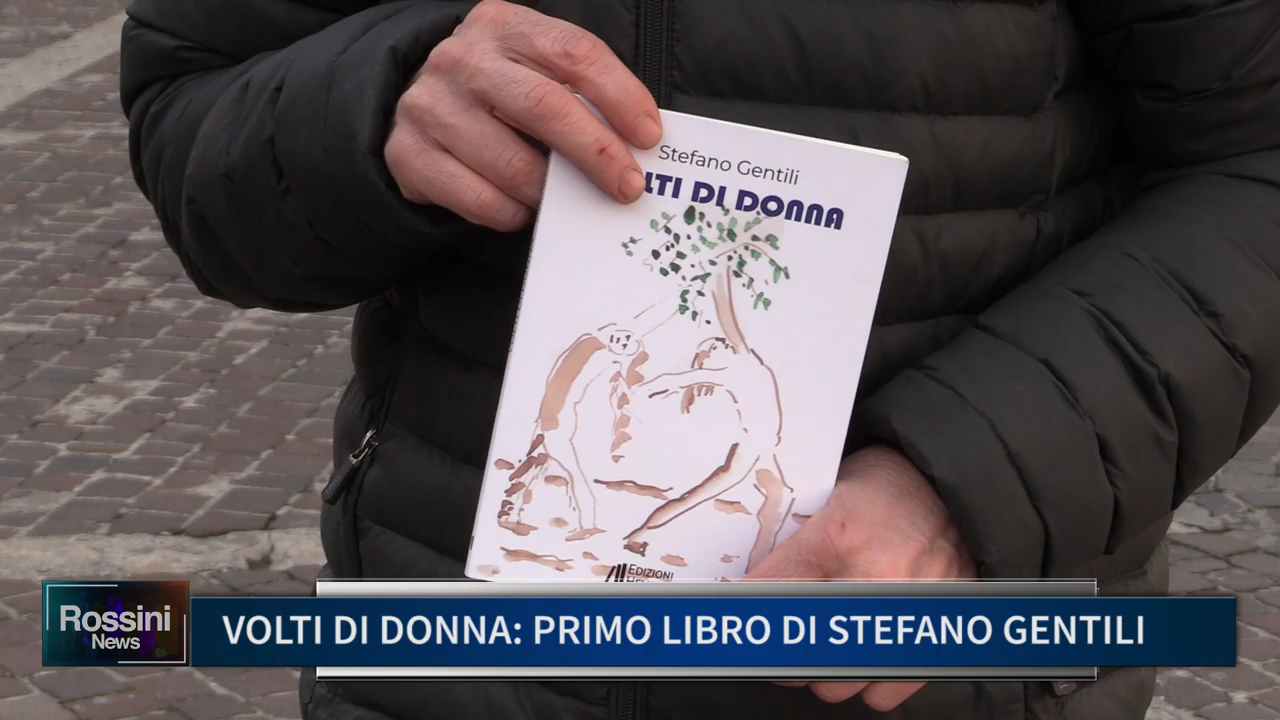 Stefano Gentili
LTI DI DONNA
EDIZIONI
Rossini
News
VOLTI DI DONNA: PRIMO LIBRO DI STEFANO GENTILI